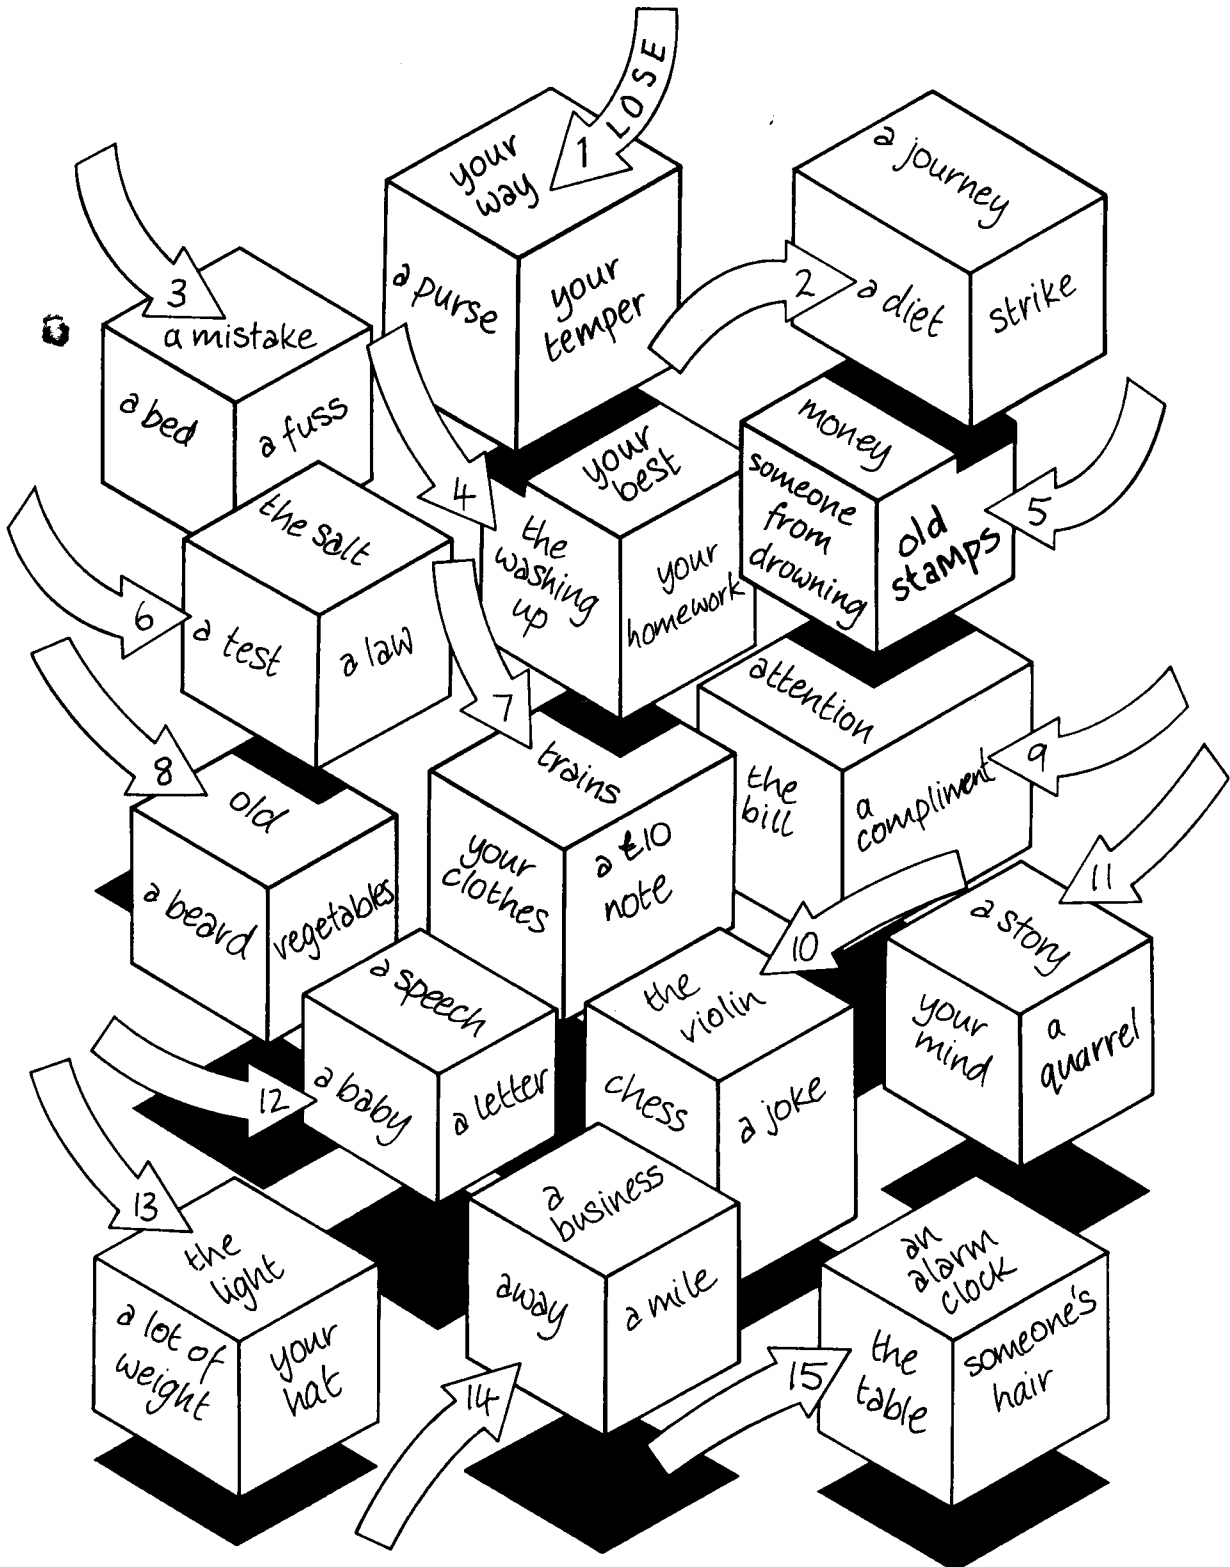 LOSE
1
your
way
a purse
your
temper
2
a journey
a diet
strike
3
a mistake
a bed
a fuss
4
your
best
the
washing
up
your
homework
5
money
someone
from
drowning
old
stamps
6
the salt
a test
a law
7
trains
your
clothes
a £10
note
8
old
a beard
vegetables
9
attention
the
bill
a
compliment
10
the
violin
chess
a joke
11
a story
your
mind
a
quarrel
12
a speech
a baby
a letter
13
the
light
a lot of
weight
your
hat
14
a
business
away
a mile
15
an
alarm
clock
the
table
someone's
hair